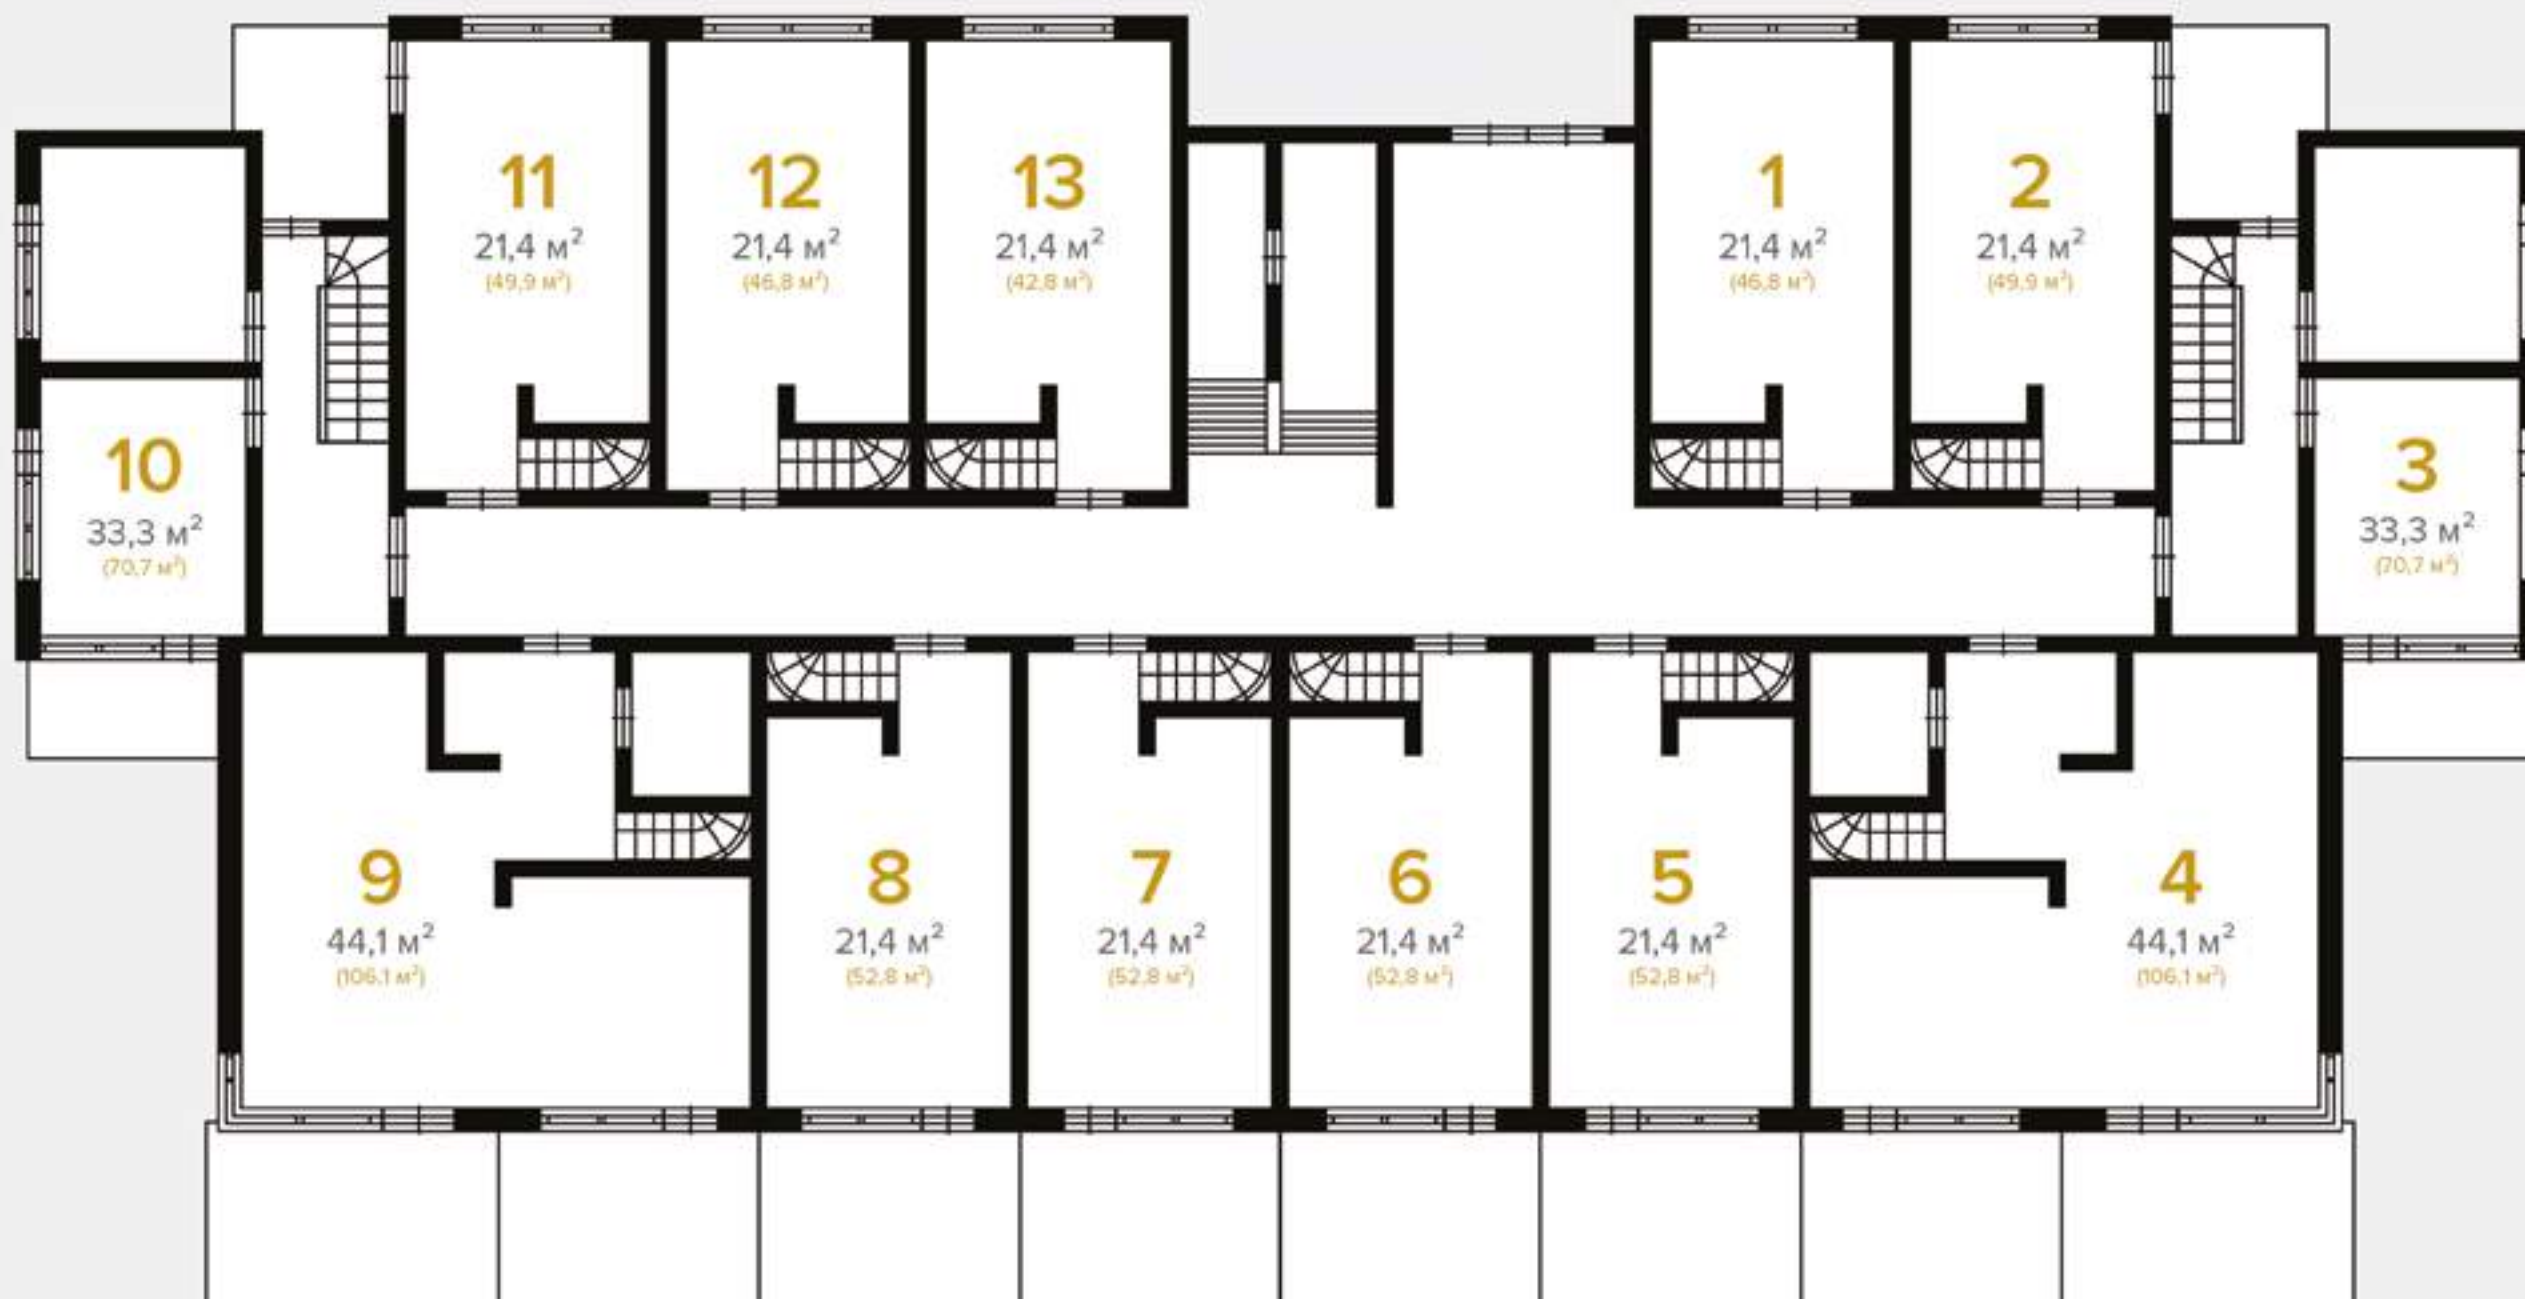 11
21,4 м²
(49,9 м²)
12
21,4 м²
(46,8 м²)
13
21,4 м²
(42,8 м²)
1
21,4 м²
(46,8 м²)
2
21,4 м²
(49,9 м²)
10
33,3 м²
(70,7 м²)
3
33,3 м²
(70,7 м²)
9
44,1 м²
(106,1 м²)
8
21,4 м²
(52,8 м²)
7
21,4 м²
(52,8 м²)
6
21,4 м²
(52,8 м²)
5
21,4 м²
(52,8 м²)
4
44,1 м²
(106,1 м²)